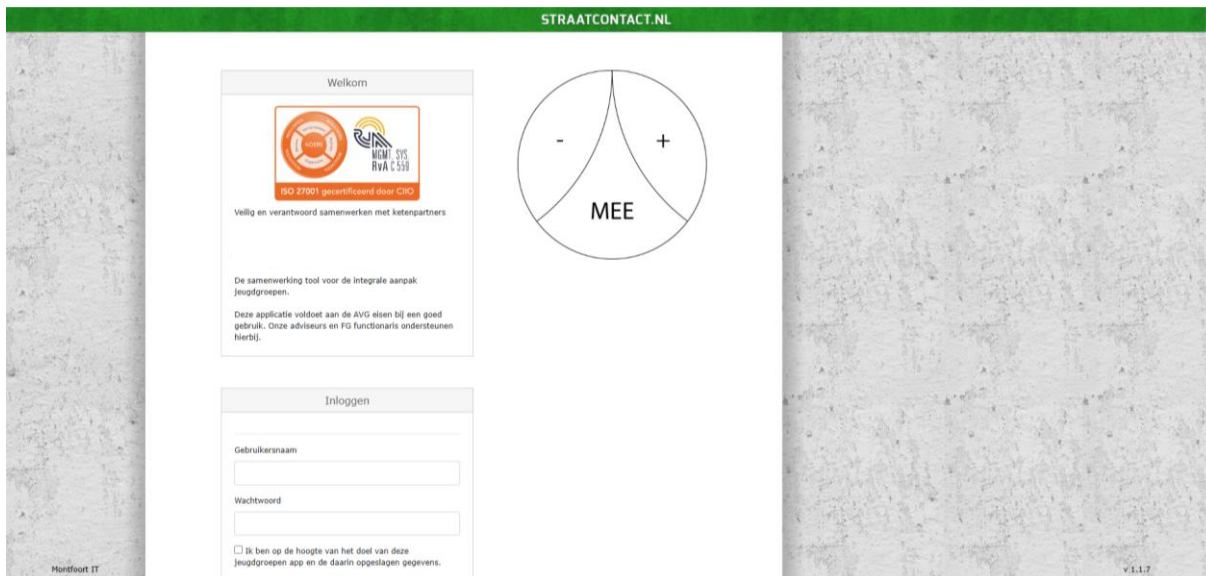 STRAATCONTACT.NL
Welkom
MGMT. SYS.
RvA C 559
ISO 27001 gecertificeerd door CIIO
Veilig en verantwoord samenwerken met ketenpartners
De samenwerking tool voor de integrale aanpak
jeugdgroepen.
Deze applicatie voldoet aan de AVG eisen bij een goed
gebruik. Onze adviseurs en FG functionaris ondersteunen
hierbij.
-
+
MEE
Inloggen
Gebruikersnaam
Wachtwoord
Ik ben op de hoogte van het doel van deze
jeugdgroepen app en de daarin opgeslagen gegevens.
Montfoort IT
v 1.1.7